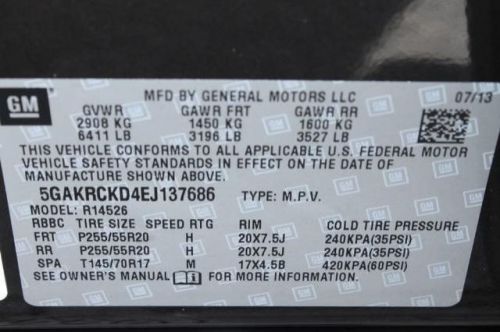 GM
MFD BY GENERAL MOTORS LLC 07/13
GVWR GAWR FRT GAWR RR
2908 KG 1450 KG 1600 KG
6411 LB 3196 LB 3527 LB
THIS VEHICLE CONFORMS TO ALL APPLICABLE U.S. FEDERAL MOTOR
VEHICLE SAFETY STANDARDS IN EFFECT ON THE DATE OF
MANUFACTURE SHOWN ABOVE.
5GAKRCKD4EJ137686 TYPE: M.P.V.
MODEL: R14526
RBBC TIRE SIZE SPEED RTG RIM COLD TIRE PRESSURE
FRT P255/55R20 H 20X7.5J 240KPA(35PSI)
RR P255/55R20 H 20X7.5J 240KPA(35PSI)
SPA T145/70R17 M 17X4.5B 420KPA(60PSI)
SEE OWNER'S MANUAL FOR MORE INFORMATION.